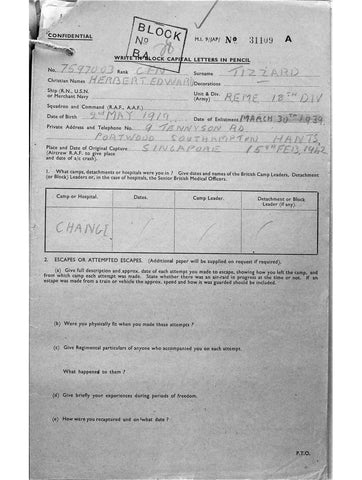 CONFIDENTIAL
BLOCK
Nº
B.A.
M.I. 9/JAP/ Nº 31109 A
WRITE IN BLOCK CAPITAL LETTERS IN PENCIL
No. 7597003 Rank CFN Surname TIZZARD
Christian Names HERBERT EDWARD Decorations
Ship (R.N., U.S.N. or Merchant Navy) Unit & Div. (Army) REME 18TH DIV
Squadron and Command (R.A.F., A.A.F.)
Date of Birth 2ND MAY 1919 Date of Enlistment MARCH 30TH 1939
Private Address and Telephone No. 9 TENNYSON RD.
PORTSWOOD SOUTHAMPTON HANTS.
Place and Date of Original Capture SINGAPORE 15TH FEB, 1942
(Aircrew R.A.F. to give place
and date of a/c crash).
1. What camps, detachments or hospitals were you in? Give dates and names of the British Camp Leaders, Detachment
(or Block) Leaders or, in case of hospitals, the Senior British Medical Officers.
Camp or Hospital. Dates. Camp Leader. Detachment or Block Leader (if any).
CHANGI
2. ESCAPES OR ATTEMPTED ESCAPES. (Additional paper will be supplied on request if required).
(a) Give full description and approx. date of each attempt you made to escape, showing how you left the camp, and
from which camp each attempt was made. State whether there was an air-raid in progress at the time or not. If an
escape was made from a train or vehicle the approx. speed and how it was guarded should be included.
(b) Were you physically fit when you made these attempts ?
(c) Give Regimental particulars of anyone who accompanied you on each attempt.
What happened to them ?
(d) Give briefly your experiences during periods of freedom.
(e) How were you recaptured and on what date ?
P.T.O.